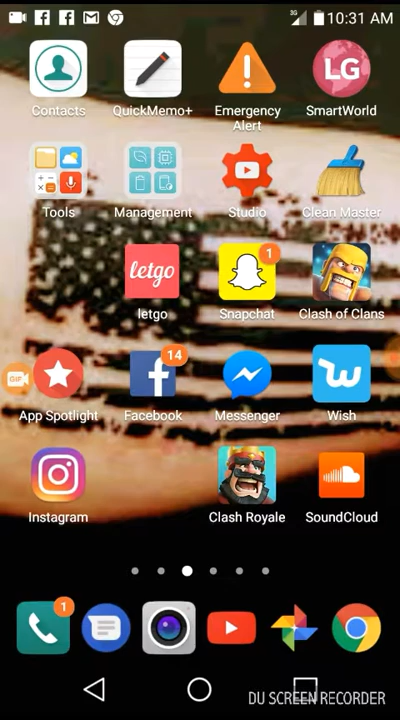 3G 10:31 AM
LG
Contacts QuickMemo+ Emergency Alert SmartWorld
Tools Management Studio Clean Master
letgo
1
letgo Snapchat Clash of Clans
GIF
14
App Spotlight Facebook Messenger Wish
Instagram Clash Royale SoundCloud
1
DU SCREEN RECORDER